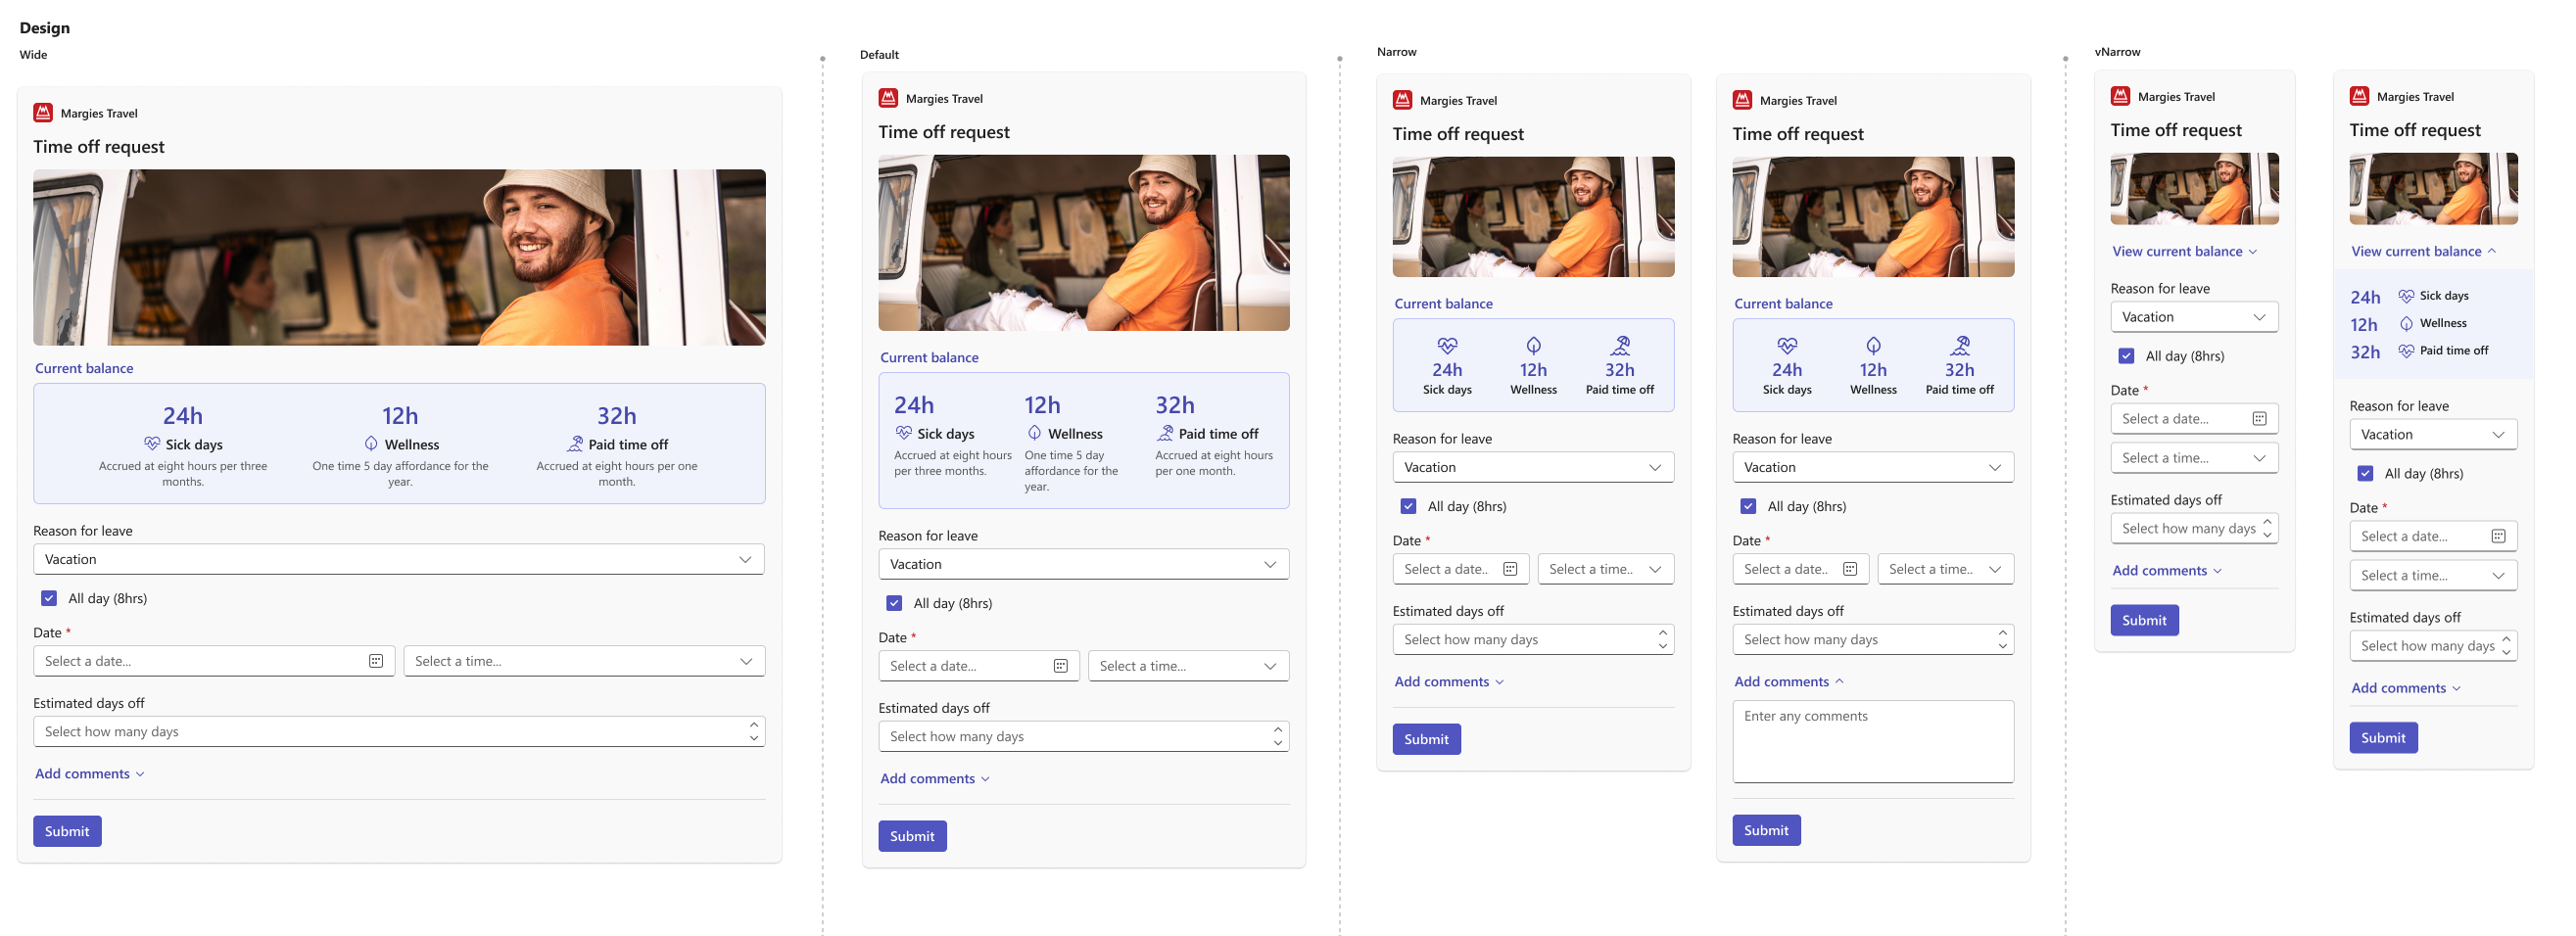 Design
Wide
Margies Travel
Time off request
Current balance
24h
Sick days
Accrued at eight hours per three
months.
12h
Wellness
One time 5 day affordance for the
year.
32h
Paid time off
Accrued at eight hours per one
month.
Reason for leave
Vacation
All day (8hrs)
Date *
Select a date...
Select a time...
Estimated days off
Select how many days
Add comments
Submit
Default
Margies Travel
Time off request
Current balance
24h
Sick days
Accrued at eight hours
per three months.
12h
Wellness
One time 5 day
affordance for the
year.
32h
Paid time off
Accrued at eight hours
per one month.
Reason for leave
Vacation
All day (8hrs)
Date *
Select a date...
Select a time...
Estimated days off
Select how many days
Add comments
Submit
Narrow
Margies Travel
Time off request
Current balance
24h
Sick days
12h
Wellness
32h
Paid time off
Reason for leave
Vacation
All day (8hrs)
Date *
Select a date..
Select a time..
Estimated days off
Select how many days
Add comments
Submit
Margies Travel
Time off request
Current balance
24h
Sick days
12h
Wellness
32h
Paid time off
Reason for leave
Vacation
All day (8hrs)
Date *
Select a date..
Select a time..
Estimated days off
Select how many days
Add comments
Enter any comments
Submit
vNarrow
Margies Travel
Time off request
View current balance
Reason for leave
Vacation
All day (8hrs)
Date *
Select a date...
Select a time...
Estimated days off
Select how many days
Add comments
Submit
Margies Travel
Time off request
View current balance
24h Sick days
12h Wellness
32h Paid time off
Reason for leave
Vacation
All day (8hrs)
Date *
Select a date...
Select a time...
Estimated days off
Select how many days
Add comments
Submit